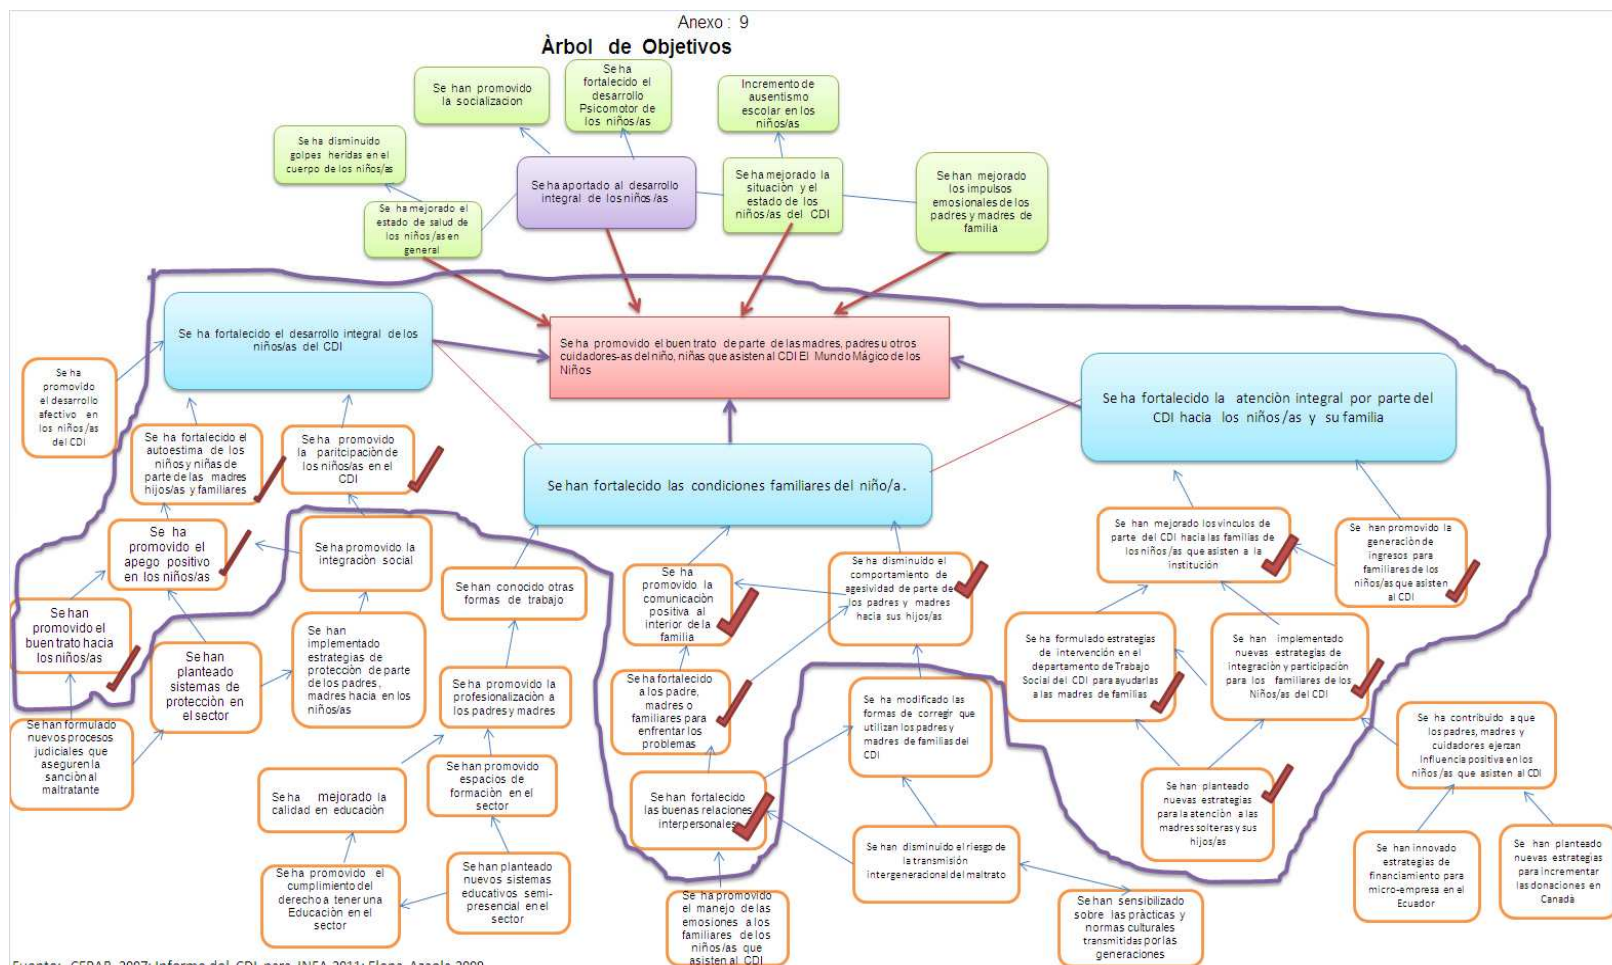 Anexo : 9
Àrbol de Objetivos
Se han promovido
la socializacion
Se ha
fortalecido el
desarrollo
Psicomotor de
los niños/as
Incremento de
ausentismo
escolar en los
niños/as
Se ha disminuido
golpes heridas en el
cuerpo de los niños/as
Se ha mejorado el
estado de salud de
los niños /as en
general
Se ha aportado al desarrollo
integral de los niños /as
Se ha mejorado la
situaciòn y el
estado de los
niños/as del CDI
Se han mejorado
los impulsos
emosionales de los
padres y madres de
familia
Se ha fortalecido el desarrollo integral de los
niños/as del CDI
Se ha promovido el buen trato de parte de las madres, padres u otros
cuidadores-as del niño, niñas que asisten al CDI El Mundo Mágico de los
Niños
Se ha fortalecido la atenciòn integral por parte del
CDI hacia los niños/as y su familia
Se han fortalecido las condiciones familiares del niño/a.
Se ha
promovido
el desarrollo
afectivo en
los niños/as
del CDI
Se ha fortalecido el
autoestima de los
niños y niñas de
parte de las madres
hijos/as y familiares
Se ha promovido
la paritcipaciòn de
los niños/as en el
CDI
Se ha
promovido el
apego positivo
en los niños/as
Se ha promovido la
integraciòn social
Se han
promovido el
buen trato hacia
los niños/as
Se han
planteado
sistemas de
protecciòn en
el sector
Se han
implementado
estrategias de
protección de parte
de los padres,
madres hacia en los
niños/as
Se han formulado
nuevos procesos
judiciales que
aseguren la
sanciòn al
maltratante
Se han conocido otras
formas de trabajo
Se ha promovido la
profesionalizaciòn a
los padres y madres
Se ha mejorado la
calidad en educaciòn
Se han promovido
espacios de
formaciòn en el
sector
Se ha promovido el
cumplimiento del
derecho a tener una
Educaciòn en el
sector
Se han planteado
nuevos sistemas
educativos semi-
presencial en el
sector
Se ha
promovido la
comunicaciòn
positiva al
interior de la
familia
Se ha disminuido el
comportamiento de
agesividad de parte de
los padres y madres
hacia sus hijos/as
Se ha fortalecido
a los padre,
madres o
familiares para
enfrentar los
problemas
Se ha modificado las
formas de corregir que
utilizan los padres y
madres de familias del
CDI
Se han fortalecido
las buenas relaciones
interpersonales
Se han disminuido el riesgo de
la transmisión
intergeneracional del maltrato
Se ha promovido
el manejo de las
emosiones a los
familiares de los
niños/as que
asisten al CDI
Se han sensibilizado
sobre las pràcticas y
normas culturales
transmitidas por las
generaciones
Se han mejorado los vinculos de
parte del CDI hacia las familias de
los niños /as que asisten a la
institución
Se han promovido la
generaciòn de
ingresos para
familiares de los
niños/as que asisten
al CDI
Se ha formulado estrategias
de intervención en el
departamento de Trabajo
Social del CDI para ayudarlas
a las madres de familias
Se han implementado
nuevas estrategias de
integraciòn y participación
para los familiares de los
Niños/as del CDI
Se ha contribuido a que
los padres, madres y
cuidadores ejerzan
Influencia positiva en los
niños /as que asisten al CDI
Se han planteado
nuevas estrategias
para la atención a las
madres solteras y sus
hijos/as
Se han innovado
estrategias de
financiamiento para
micro-empresa en el
Ecuador
Se han planteado
nuevas estrategias
para incrementar
las donaciones en
Canadà